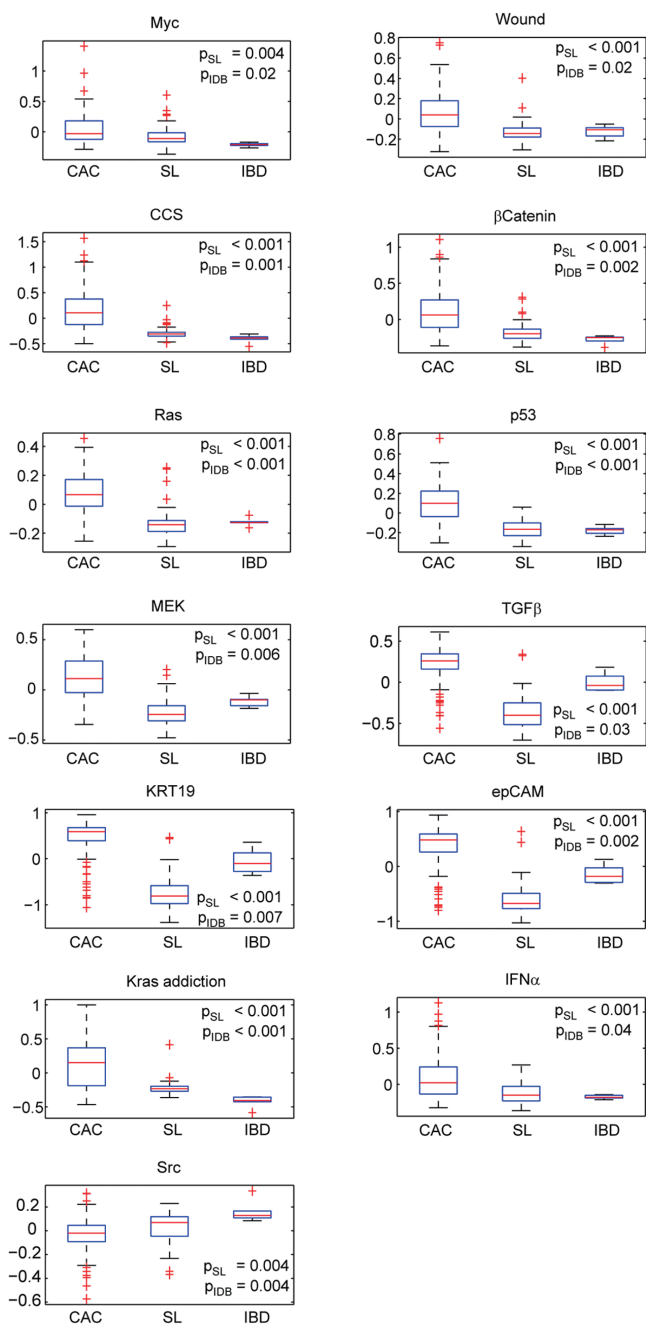 Myc
p_SL = 0.004
p_IDB = 0.02
1
0.5
0
CAC SL IBD
Wound
p_SL < 0.001
p_IDB = 0.02
0.8
0.6
0.4
0.2
0
−0.2
CAC SL IBD
CCS
p_SL < 0.001
p_IDB = 0.001
1.5
1
0.5
0
−0.5
CAC SL IBD
βCatenin
p_SL < 0.001
p_IDB = 0.002
1
0.5
0
CAC SL IBD
Ras
p_SL < 0.001
p_IDB < 0.001
0.4
0.2
0
−0.2
CAC SL IBD
p53
p_SL < 0.001
p_IDB < 0.001
0.8
0.6
0.4
0.2
0
−0.2
CAC SL IBD
MEK
p_SL < 0.001
p_IDB = 0.006
0.5
0
−0.5
CAC SL IBD
TGFβ
0.5
0
−0.5
p_SL < 0.001
p_IDB = 0.03
CAC SL IBD
KRT19
1
0
−1
p_SL < 0.001
p_IDB = 0.007
CAC SL IBD
epCAM
p_SL < 0.001
p_IDB = 0.002
1
0
−1
CAC SL IBD
Kras addiction
p_SL < 0.001
p_IDB < 0.001
1
0.5
0
−0.5
CAC SL IBD
IFNα
p_SL < 0.001
p_IDB = 0.04
1
0.5
0
CAC SL IBD
Src
0.2
0
−0.2
−0.4
−0.6
p_SL = 0.004
p_IDB = 0.004
CAC SL IBD